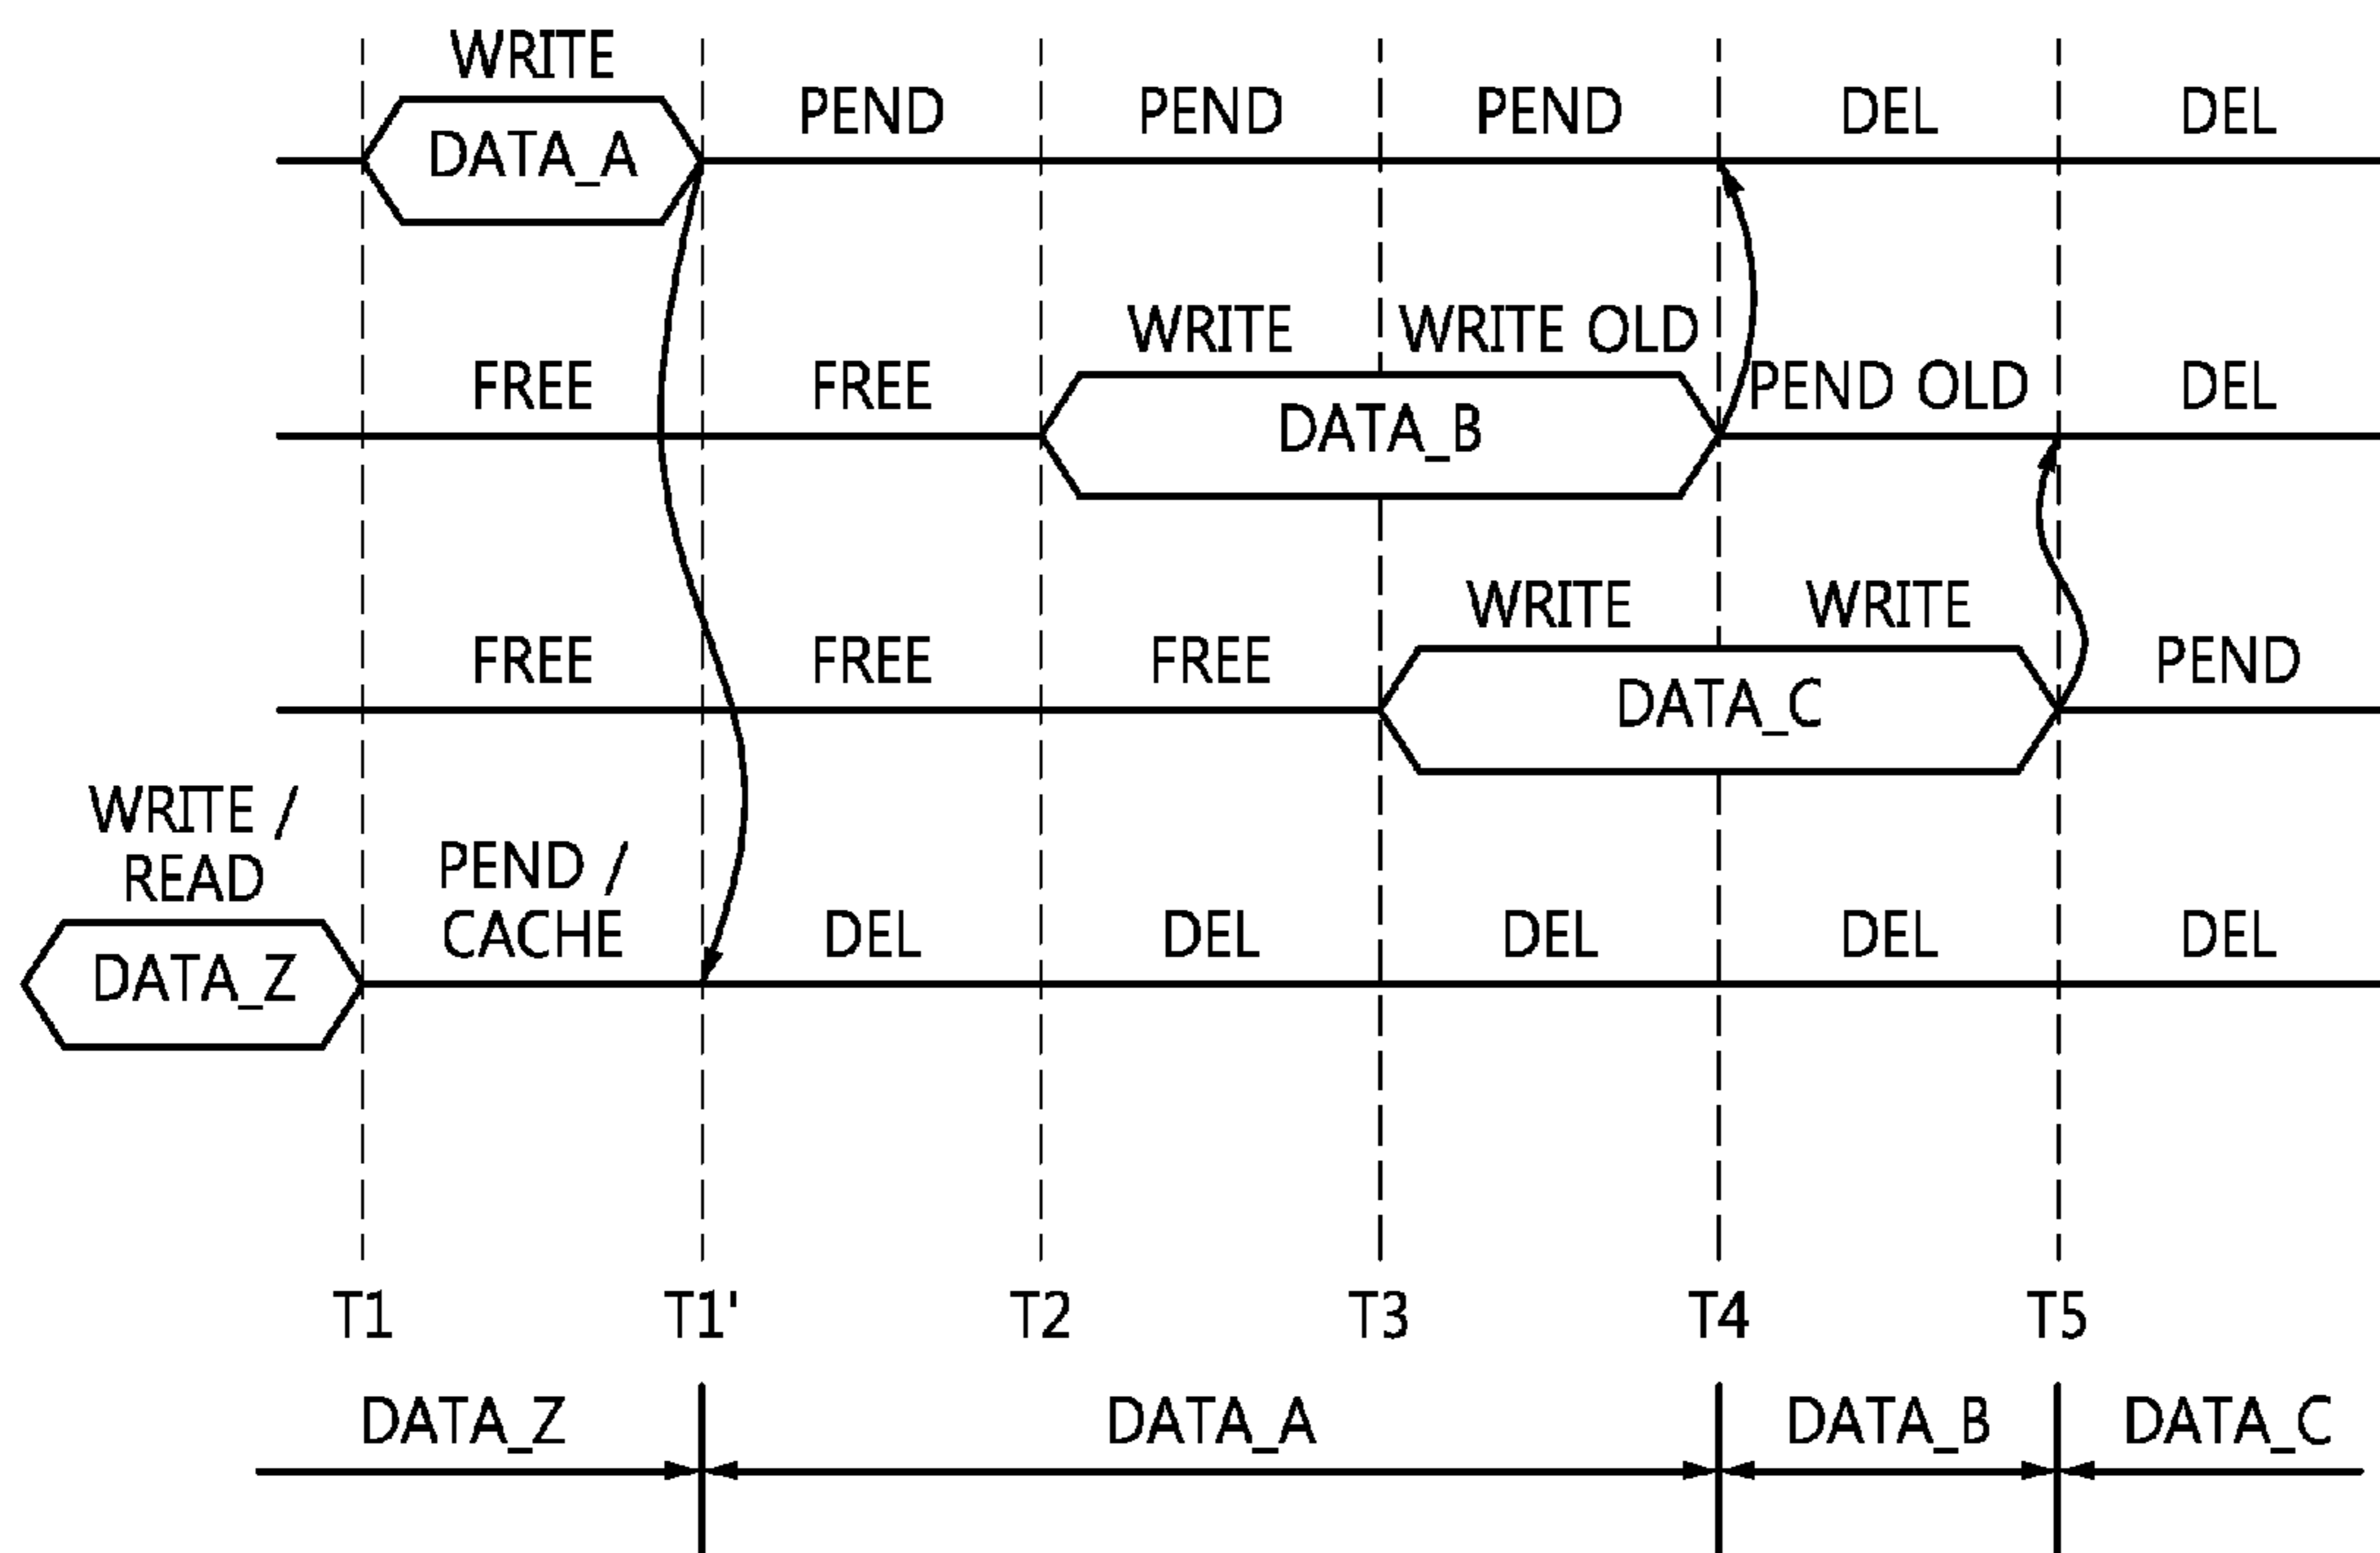 WRITE
PEND PEND PEND DEL DEL
DATA_A
WRITE WRITE OLD
FREE FREE PEND OLD DEL
DATA_B
WRITE WRITE
FREE FREE FREE PEND
DATA_C
WRITE /
READ
PEND /
CACHE
DEL DEL DEL DEL DEL
DATA_Z
T1 T1' T2 T3 T4 T5
DATA_Z DATA_A DATA_B DATA_C